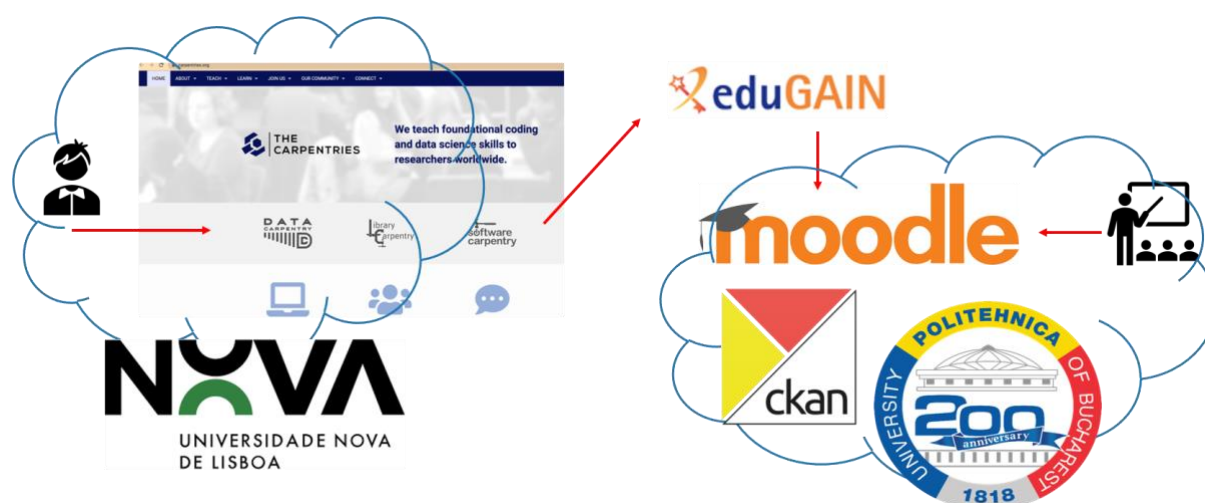 HOME ABOUT TEACH LEARN JOIN US OUR COMMUNITY CONNECT
THE
CARPENTRIES
We teach foundational coding
and data science skills to
researchers worldwide.
DATA
CARPENTRY
Library
Carpentry
software
carpentry
NOVA
UNIVERSIDADE NOVA
DE LISBOA
eduGAIN
moodle
ckan
UNIVERSITY POLITEHNICA OF BUCHAREST
200
anniversary
1818